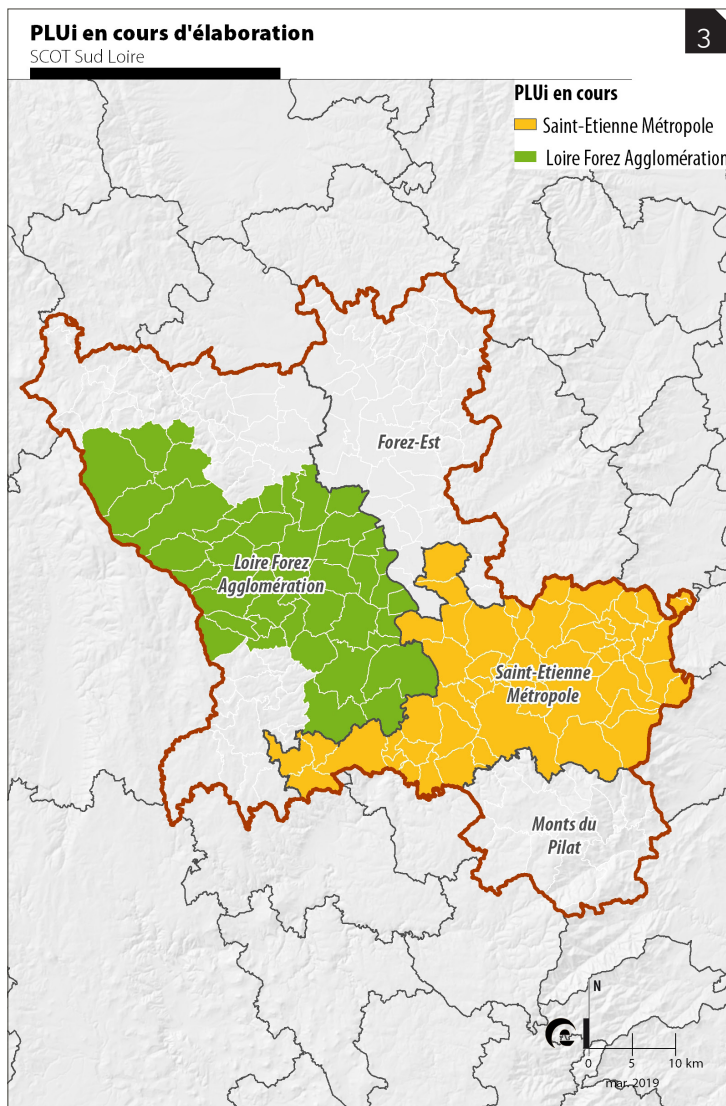 PLUi en cours d'élaboration
SCOT Sud Loire
3
PLUi en cours
Saint-Etienne Métropole
Loire Forez Agglomération
Forez-Est
Loire Forez
Agglomération
Saint-Etienne
Métropole
Monts du
Pilat
N
0 5 10 km
mar. 2019